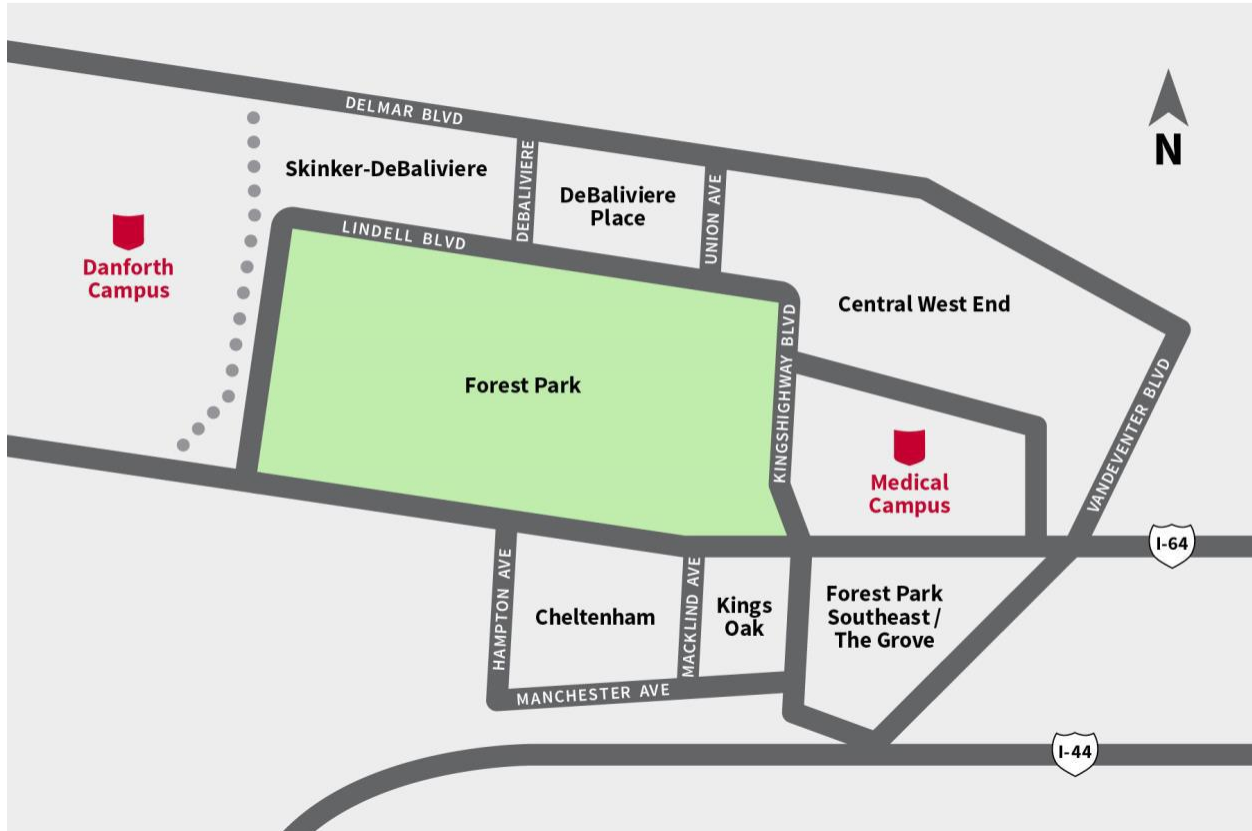 DELMAR BLVD
N
Skinker-DeBaliviere
DEBALIVIERE
DeBaliviere
Place
UNION AVE
LINDELL BLVD
Danforth
Campus
Central West End
KINGSHIGHWAY BLVD
Forest Park
VANDEVENTER BLVD
Medical
Campus
I-64
HAMPTON AVE
Cheltenham
MACKLIND AVE
Kings
Oak
Forest Park
Southeast /
The Grove
MANCHESTER AVE
I-44